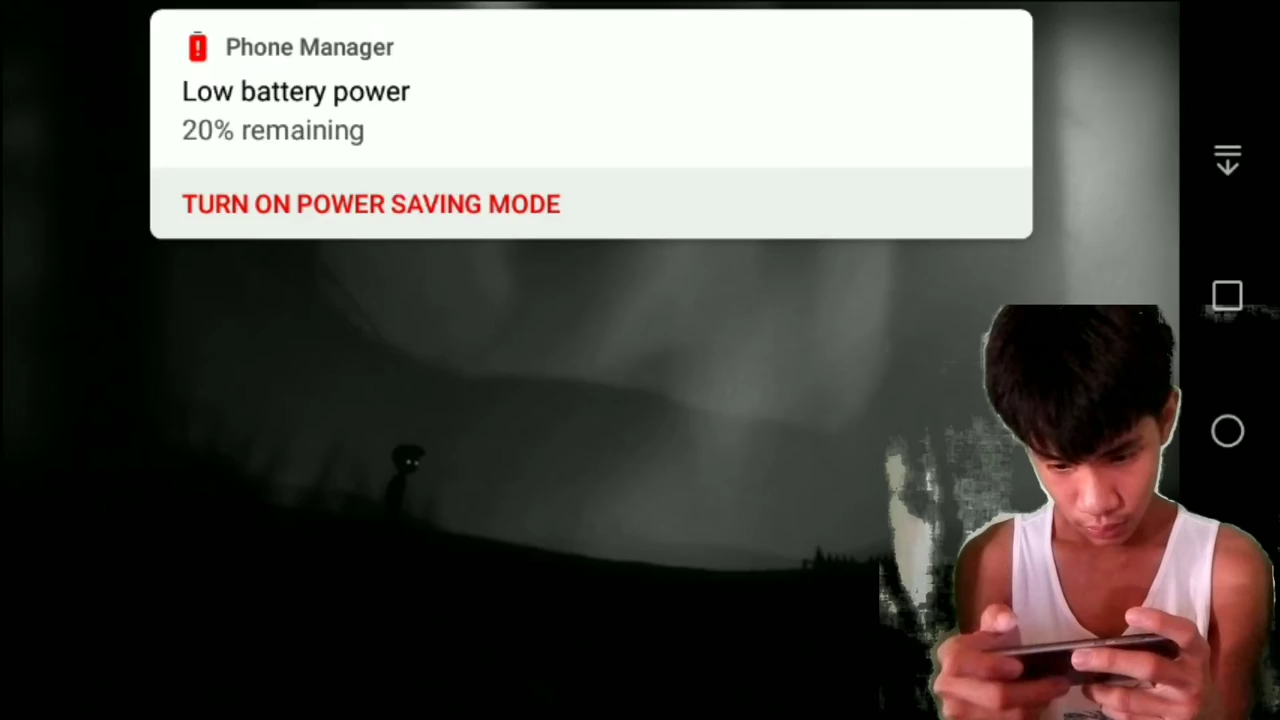 Phone Manager
Low battery power
20% remaining
TURN ON POWER SAVING MODE